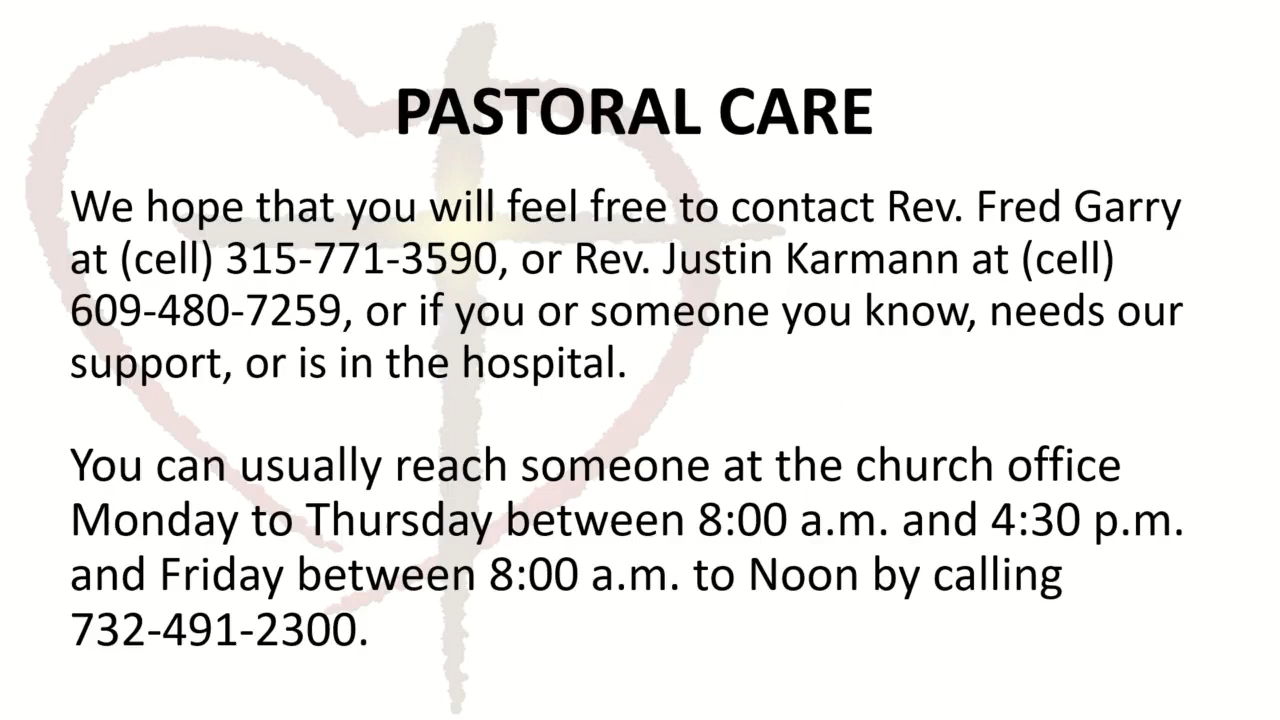 PASTORAL CARE
We hope that you will feel free to contact Rev. Fred Garry
at (cell) 315-771-3590, or Rev. Justin Karmann at (cell)
609-480-7259, or if you or someone you know, needs our
support, or is in the hospital.
You can usually reach someone at the church office
Monday to Thursday between 8:00 a.m. and 4:30 p.m.
and Friday between 8:00 a.m. to Noon by calling
732-491-2300.